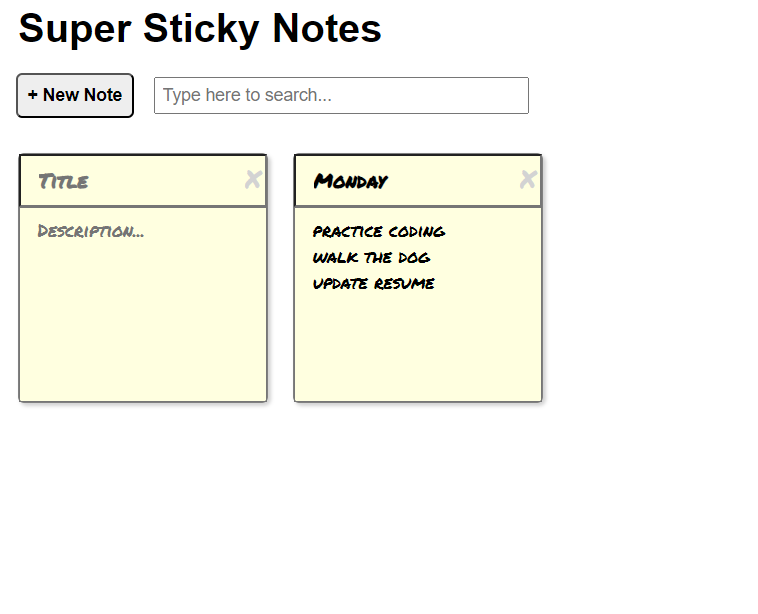 Super Sticky Notes
+ New Note
Type here to search...
Title
Description...
Monday
practice coding
walk the dog
update resume